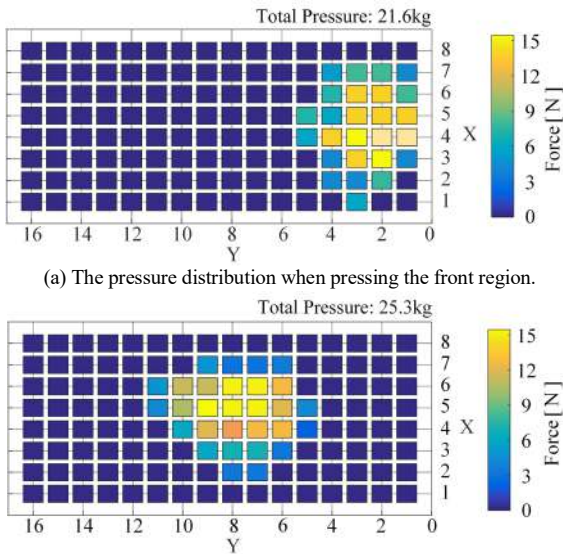 Total Pressure: 21.6kg
8
7
6
5
4
3
2
1
X
16 14 12 10 8 6 4 2 0
Y
15
12
9
6
3
0
Force [ N ]
(a) The pressure distribution when pressing the front region.
Total Pressure: 25.3kg
8
7
6
5
4
3
2
1
X
16 14 12 10 8 6 4 2 0
Y
15
12
9
6
3
0
Force [ N ]